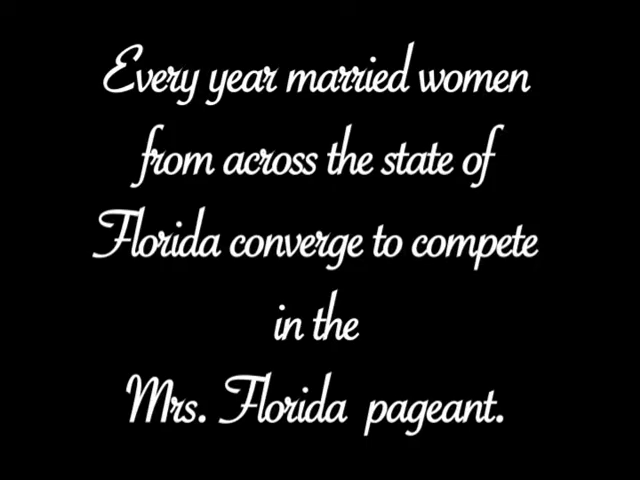 Every year married women
from across the state of
Florida converge to compete
in the
Mrs. Florida pageant.